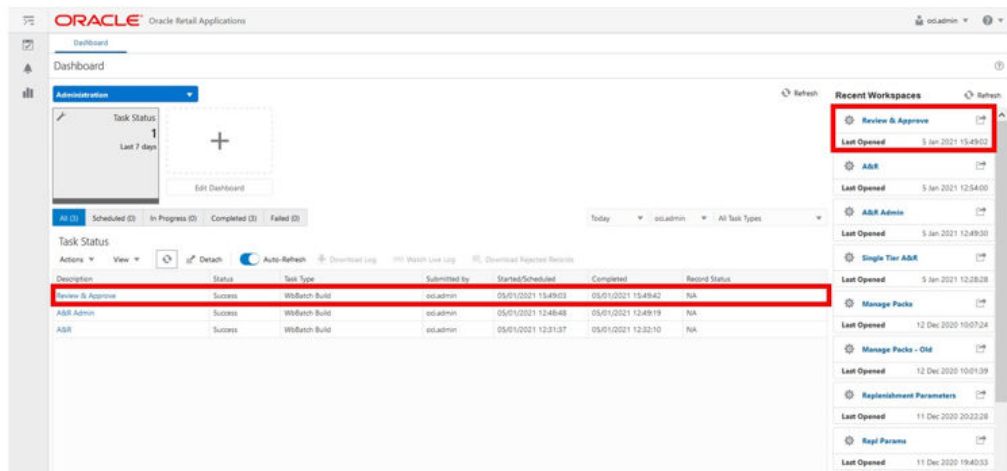 ORACLE® Oracle Retail Applications
oci.admin
Dashboard
Dashboard
Administration
Refresh
Task Status
1
Last 7 days
Edit Dashboard
All (3) Scheduled (0) In Progress (0) Completed (3) Failed (0)
Today oci.admin All Task Types
Task Status
Actions View Detach Auto-Refresh Download Log Watch Live Log Download Rejected Records
Description Status Task Type Submitted by Started/Scheduled Completed Record Status
Review & Approve Success WbBatch Build oci.admin 05/01/2021 15:49:03 05/01/2021 15:49:42 NA
A&R Admin Success WbBatch Build oci.admin 05/01/2021 12:48:48 05/01/2021 12:49:19 NA
A&R Success WbBatch Build oci.admin 05/01/2021 12:31:37 05/01/2021 12:32:10 NA
Recent Workspaces Refresh
Review & Approve
Last Opened 5 Jan 2021 15:49:02
A&R
Last Opened 5 Jan 2021 12:54:00
A&R Admin
Last Opened 5 Jan 2021 12:49:30
Single Tier A&R
Last Opened 5 Jan 2021 12:28:28
Manage Packs
Last Opened 12 Dec 2020 10:07:24
Manage Packs - Old
Last Opened 12 Dec 2020 10:01:39
Replenishment Parameters
Last Opened 11 Dec 2020 20:22:28
Repl Params
Last Opened 11 Dec 2020 19:40:33